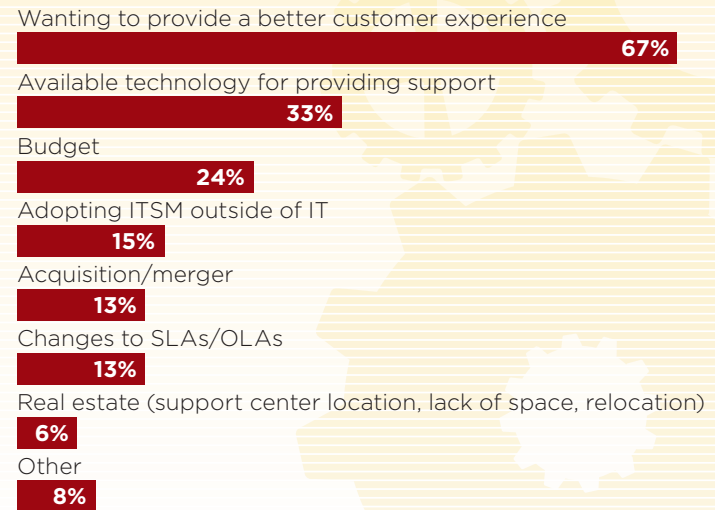 Wanting to provide a better customer experience
67%
Available technology for providing support
33%
Budget
24%
Adopting ITSM outside of IT
15%
Acquisition/merger
13%
Changes to SLAs/OLAs
13%
Real estate (support center location, lack of space, relocation)
6%
Other
8%